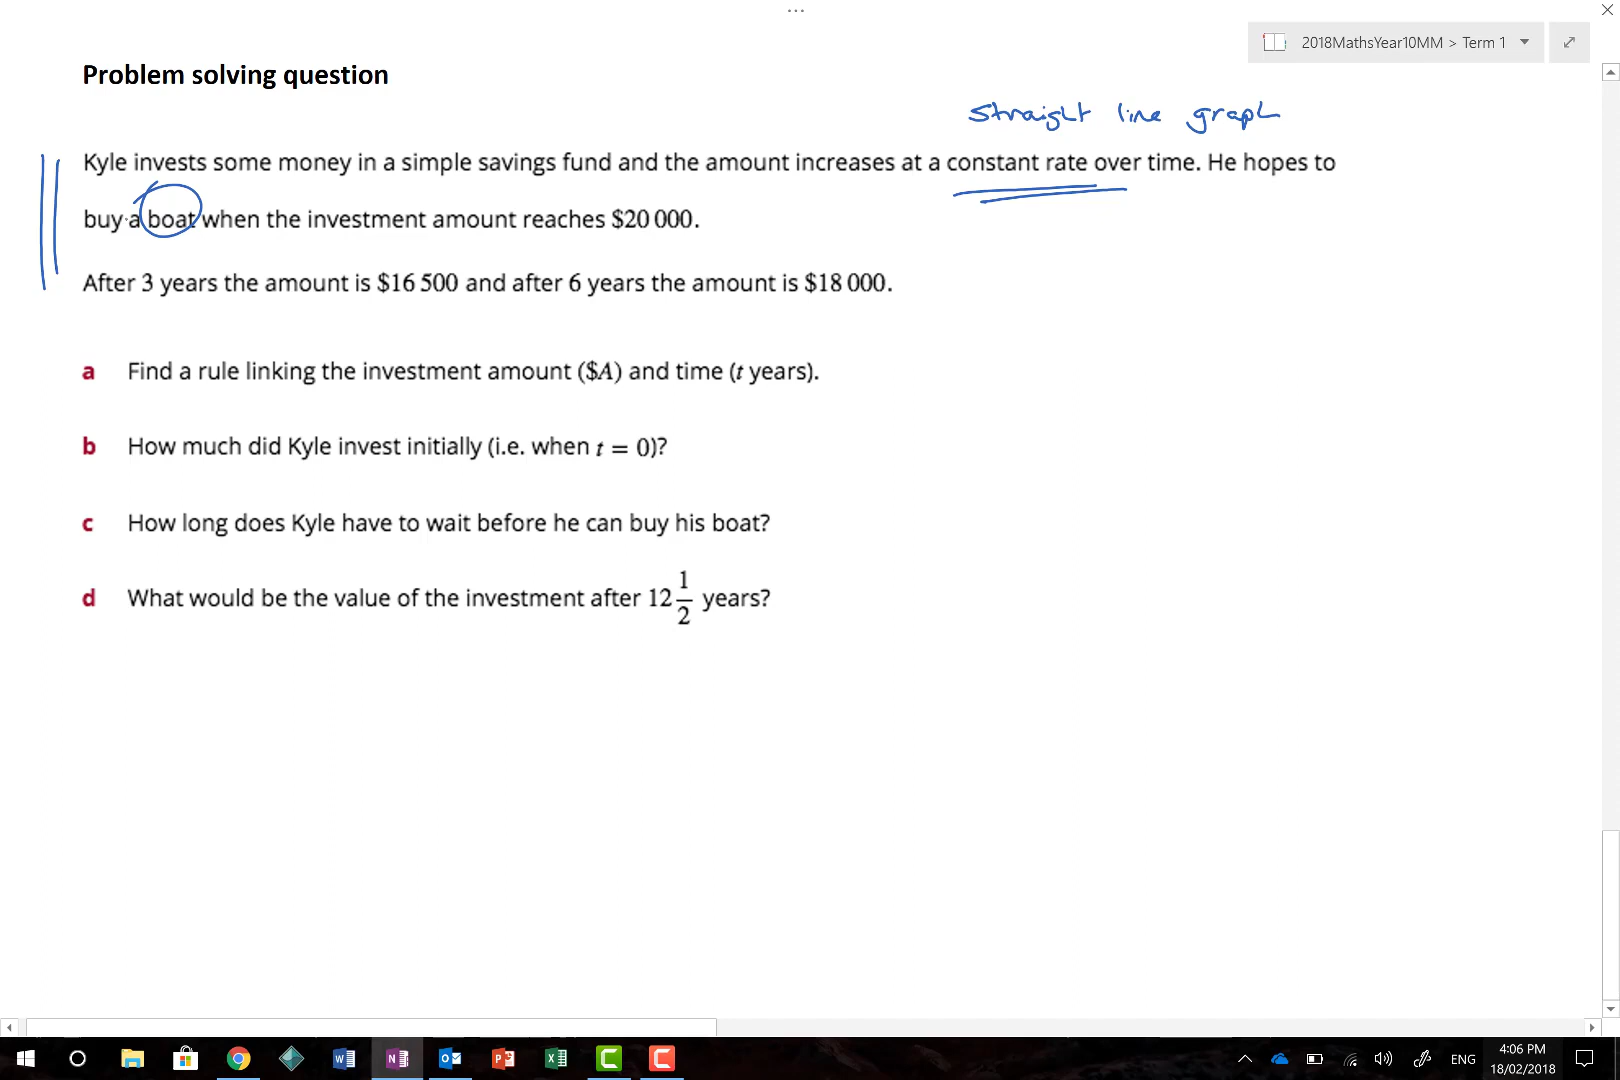 ...
2018MathsYear10MM > Term 1
Problem solving question
Straight line graph
Kyle invests some money in a simple savings fund and the amount increases at a constant rate over time. He hopes to
buy a boat when the investment amount reaches $20 000.
After 3 years the amount is $16 500 and after 6 years the amount is $18 000.
a Find a rule linking the investment amount ($A) and time (t years).
b How much did Kyle invest initially (i.e. when t = 0)?
c How long does Kyle have to wait before he can buy his boat?
d What would be the value of the investment after 12 1/2 years?
ENG
4:06 PM
18/02/2018